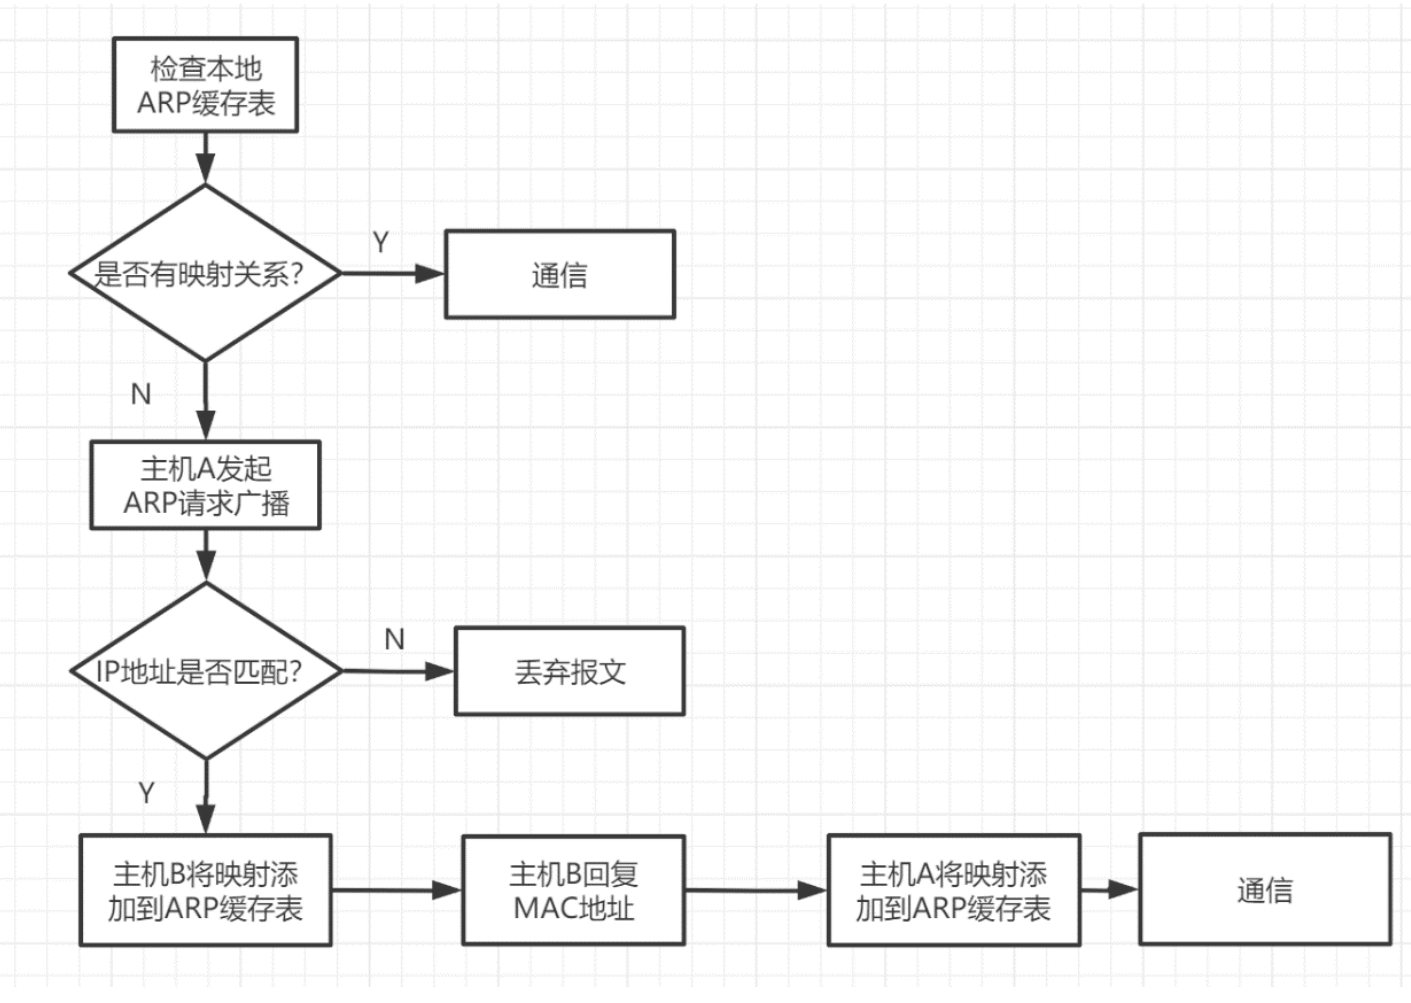 检查本地
ARP缓存表
是否有映射关系?
Y
通信
N
主机A发起
ARP请求广播
IP地址是否匹配?
N
丢弃报文
Y
主机B将映射添
加到ARP缓存表
主机B回复
MAC地址
主机A将映射添
加到ARP缓存表
通信